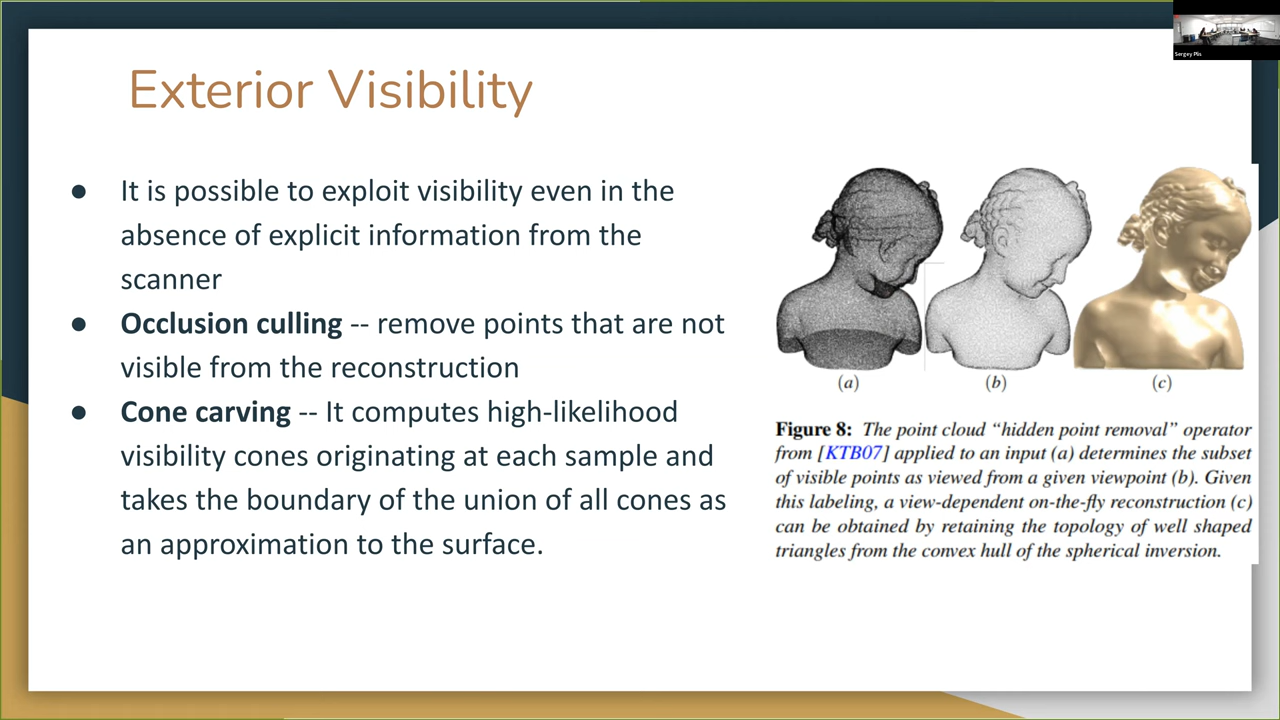 Sergey Plis
Exterior Visibility
● It is possible to exploit visibility even in the
absence of explicit information from the
scanner
● Occlusion culling -- remove points that are not
visible from the reconstruction
● Cone carving -- It computes high-likelihood
visibility cones originating at each sample and
takes the boundary of the union of all cones as
an approximation to the surface.
(a) (b) (c)
Figure 8: The point cloud “hidden point removal” operator
from [KTB07] applied to an input (a) determines the subset
of visible points as viewed from a given viewpoint (b). Given
this labeling, a view-dependent on-the-fly reconstruction (c)
can be obtained by retaining the topology of well shaped
triangles from the convex hull of the spherical inversion.